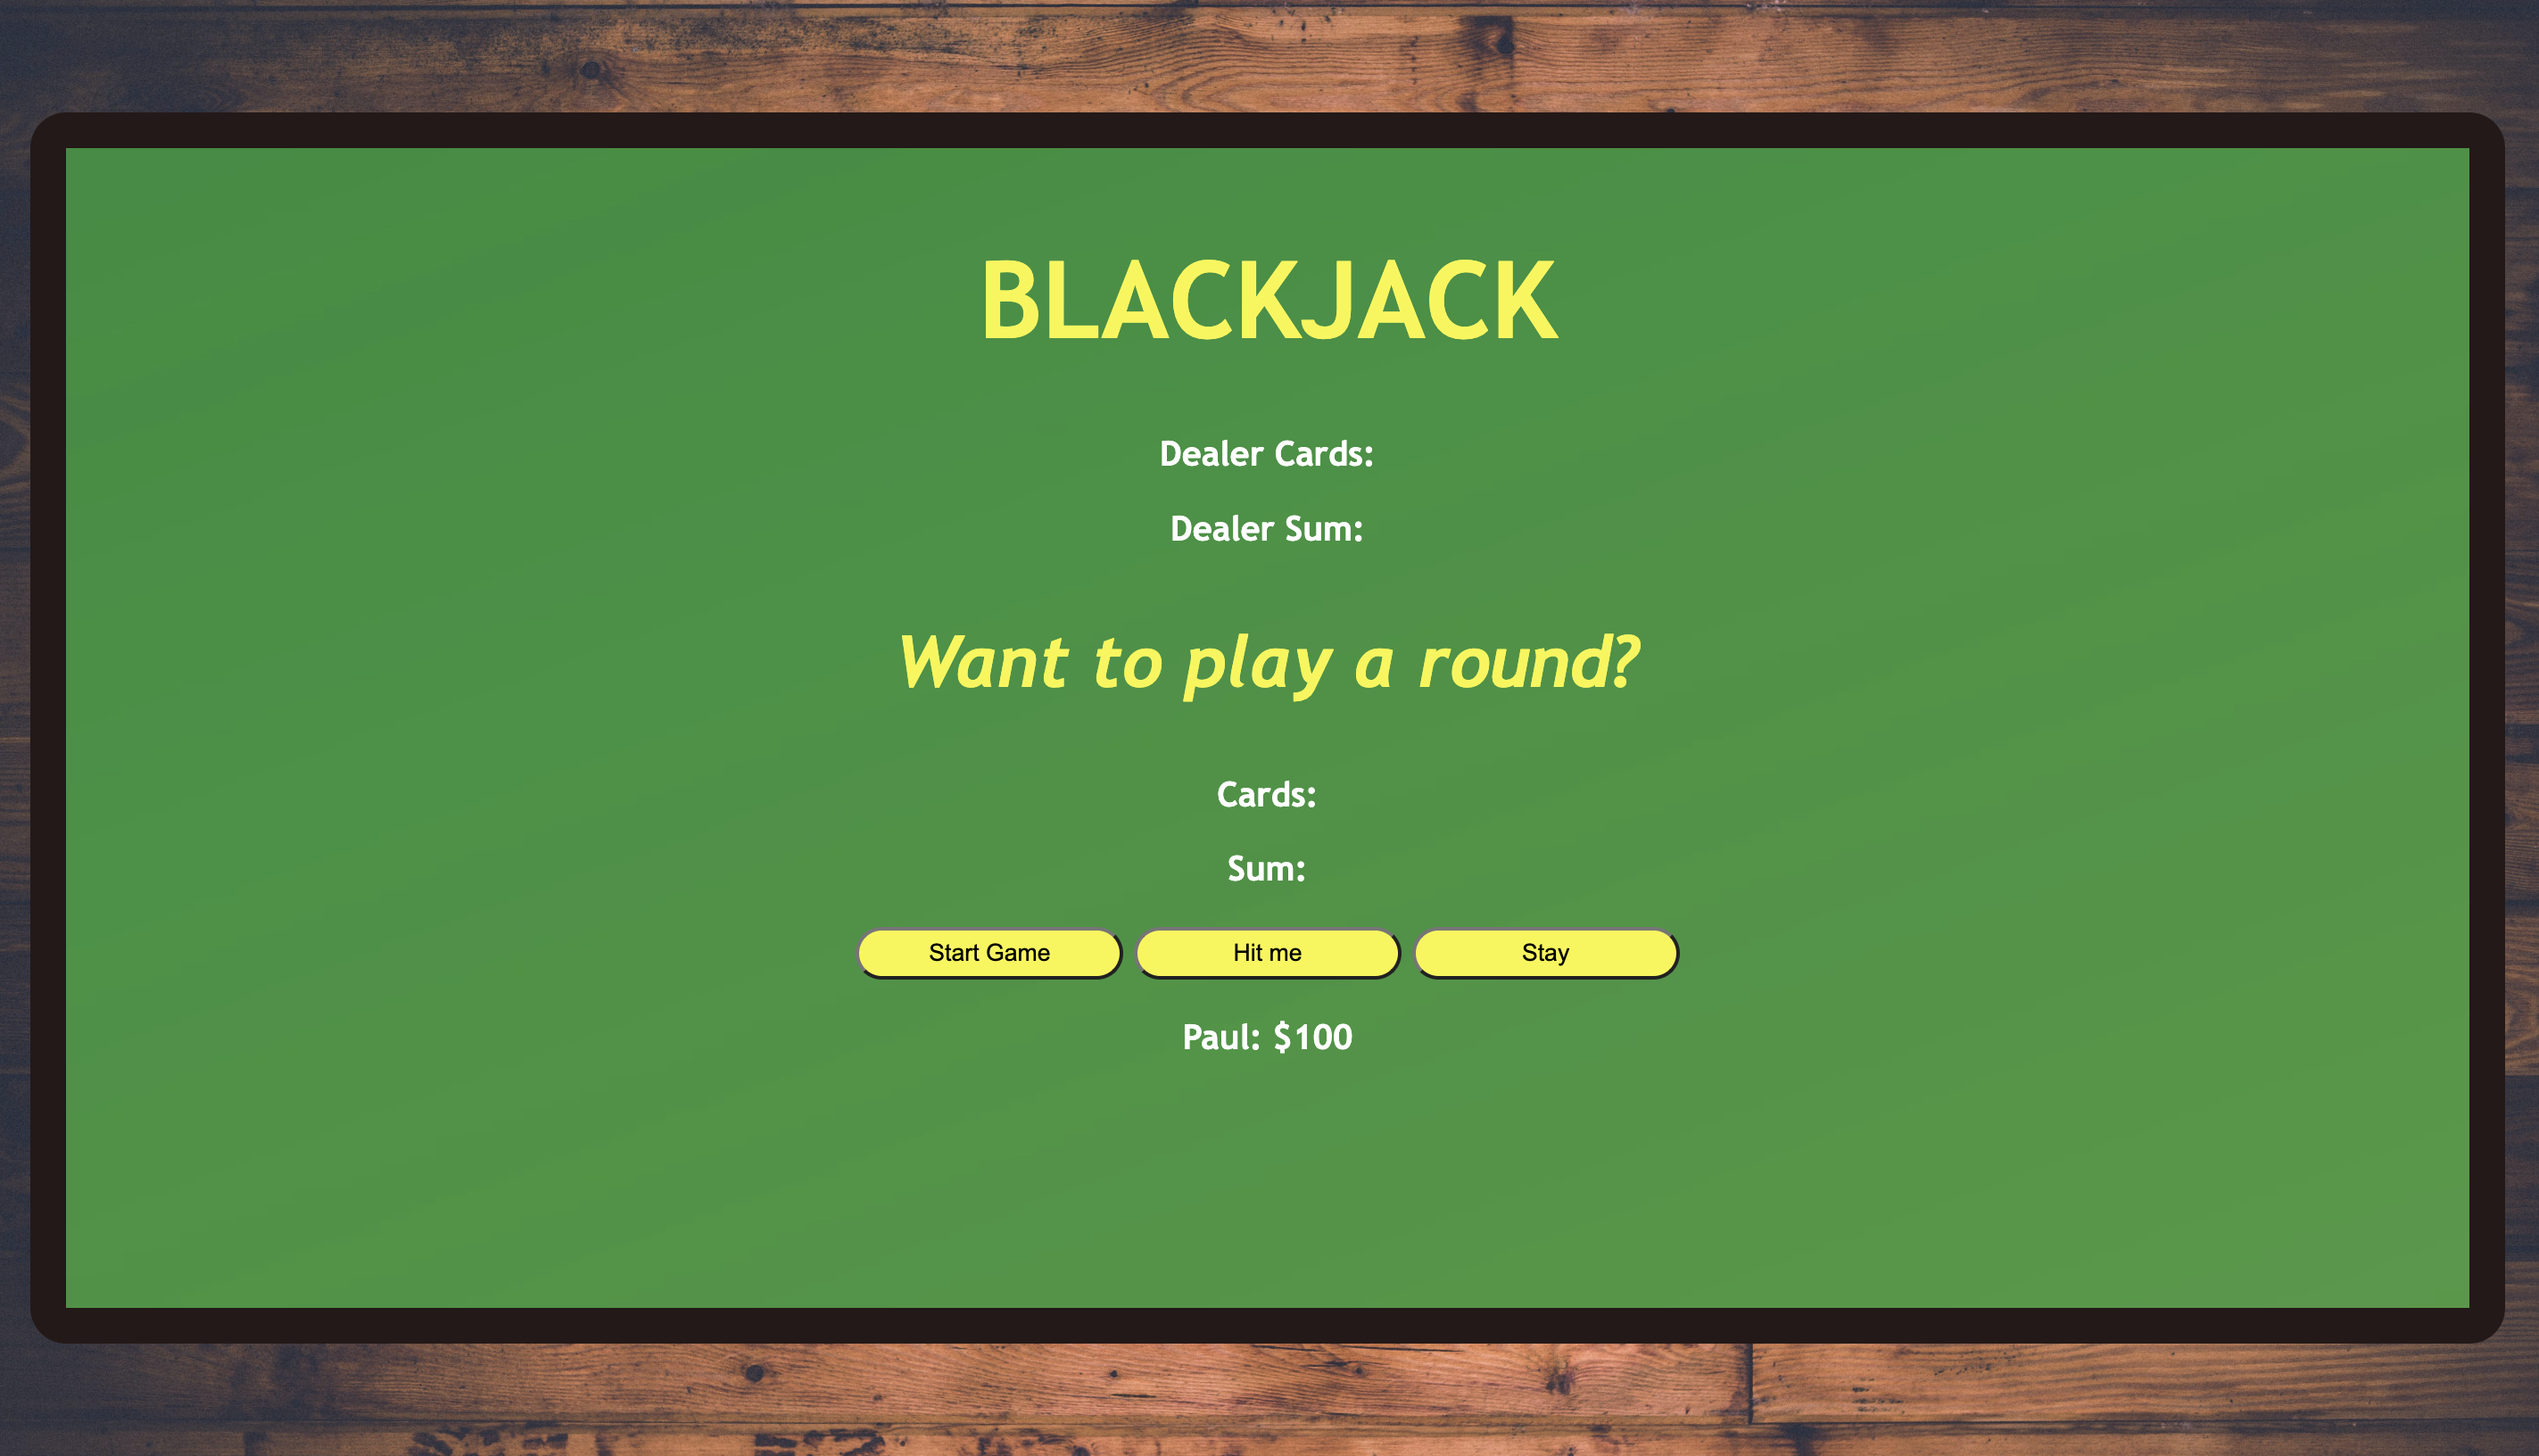 BLACKJACK
Dealer Cards:
Dealer Sum:
Want to play a round?
Cards:
Sum:
Start Game Hit me Stay
Paul: $100